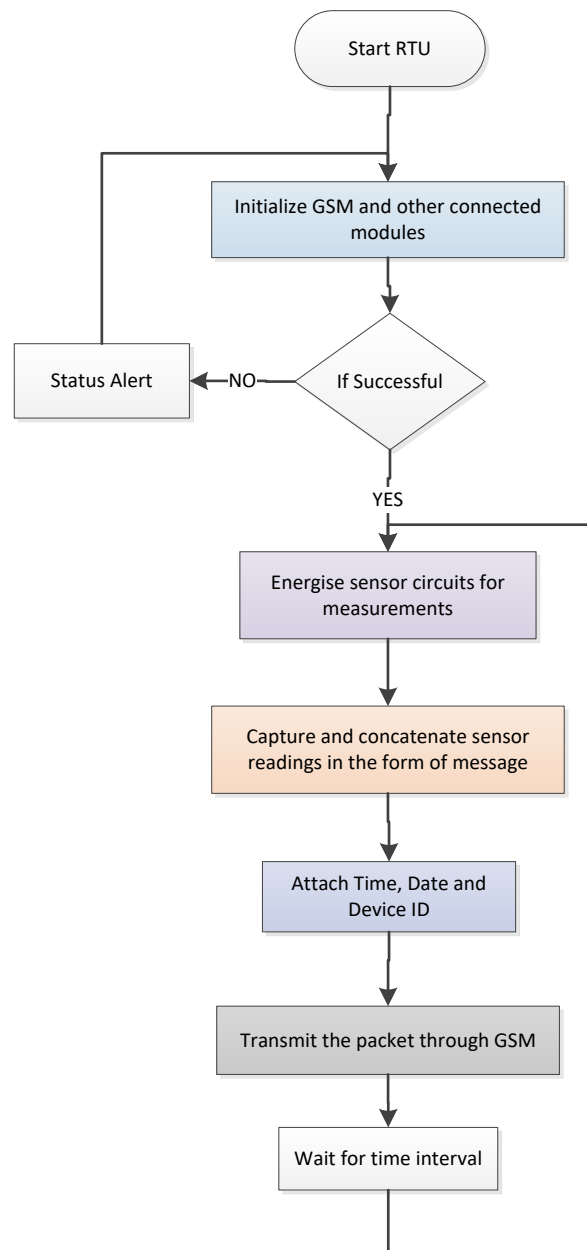 Start RTU
Initialize GSM and other connected
modules
If Successful
NO
Status Alert
YES
Energise sensor circuits for
measurements
Capture and concatenate sensor
readings in the form of message
Attach Time, Date and
Device ID
Transmit the packet through GSM
Wait for time interval